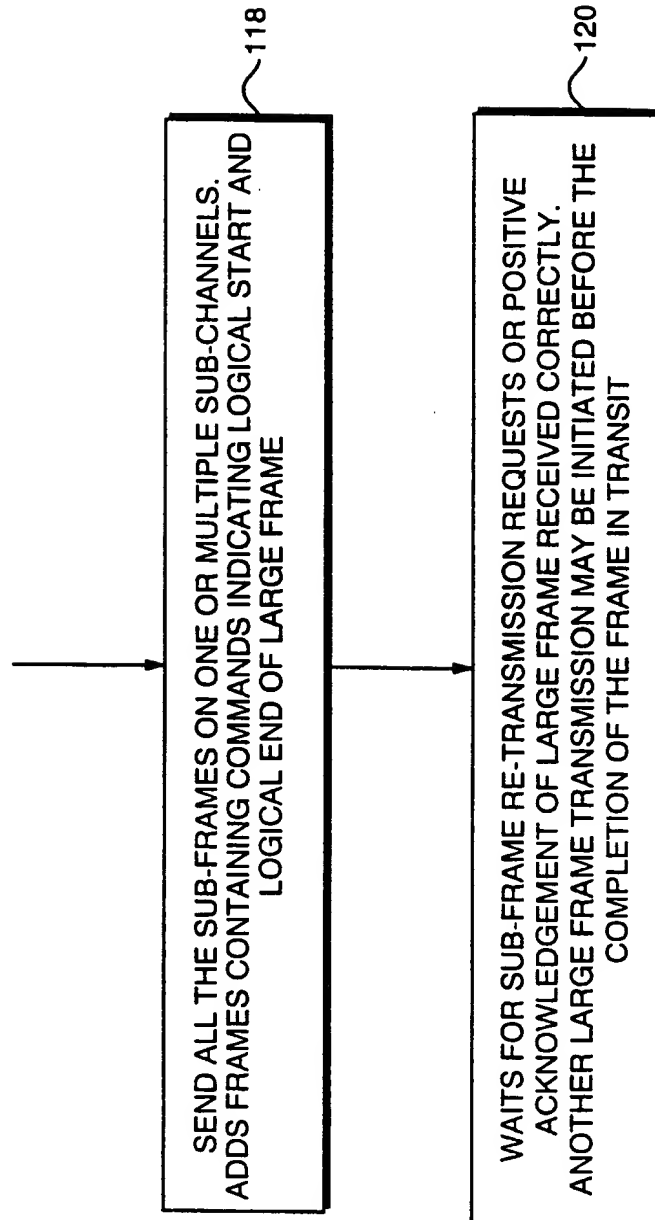 SEND ALL THE SUB-FRAMES ON ONE OR MULTIPLE SUB-CHANNELS.
ADDS FRAMES CONTAINING COMMANDS INDICATING LOGICAL START AND
LOGICAL END OF LARGE FRAME
118
WAITS FOR SUB-FRAME RE-TRANSMISSION REQUESTS OR POSITIVE
ACKNOWLEDGEMENT OF LARGE FRAME RECEIVED CORRECTLY.
ANOTHER LARGE FRAME TRANSMISSION MAY BE INITIATED BEFORE THE
COMPLETION OF THE FRAME IN TRANSIT
120